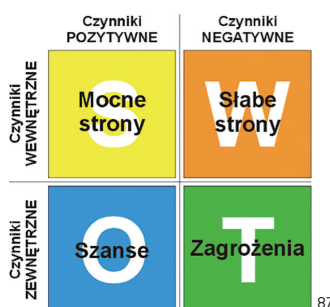 Czynniki
POZYTYWNE
Czynniki
NEGATYWNE
Czynniki
WEWNĘTRZNE
S
Mocne
strony
W
Słabe
strony
Czynniki
ZEWNĘTRZNE
O
Szanse
T
Zagrożenia
87